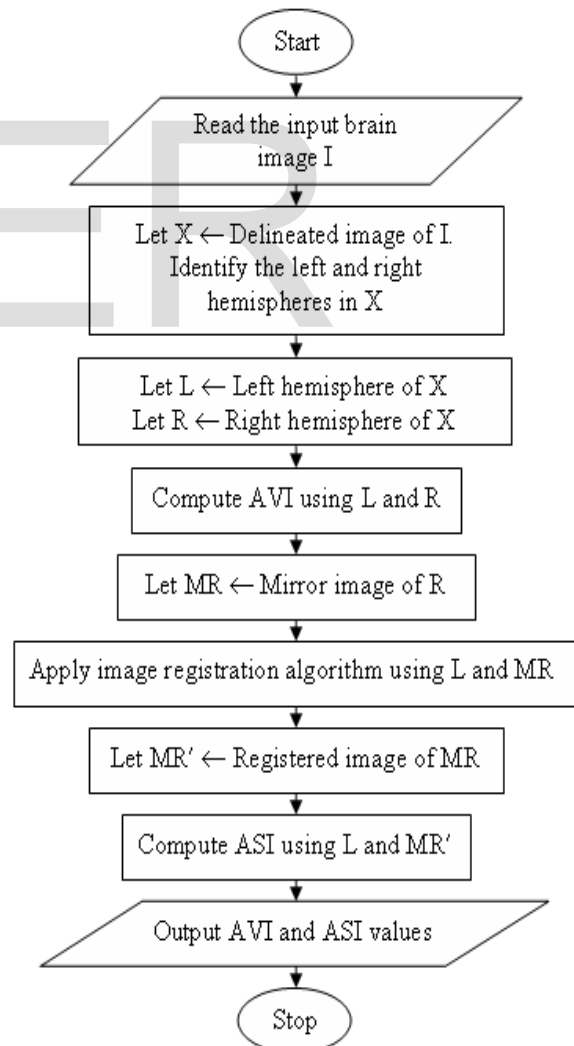 Start
Read the input brain
image I
Let X ← Delineated image of I.
Identify the left and right
hemispheres in X
Let L ← Left hemisphere of X
Let R ← Right hemisphere of X
Compute AVI using L and R
Let MR ← Mirror image of R
Apply image registration algorithm using L and MR
Let MR′ ← Registered image of MR
Compute ASI using L and MR′
Output AVI and ASI values
Stop
ER